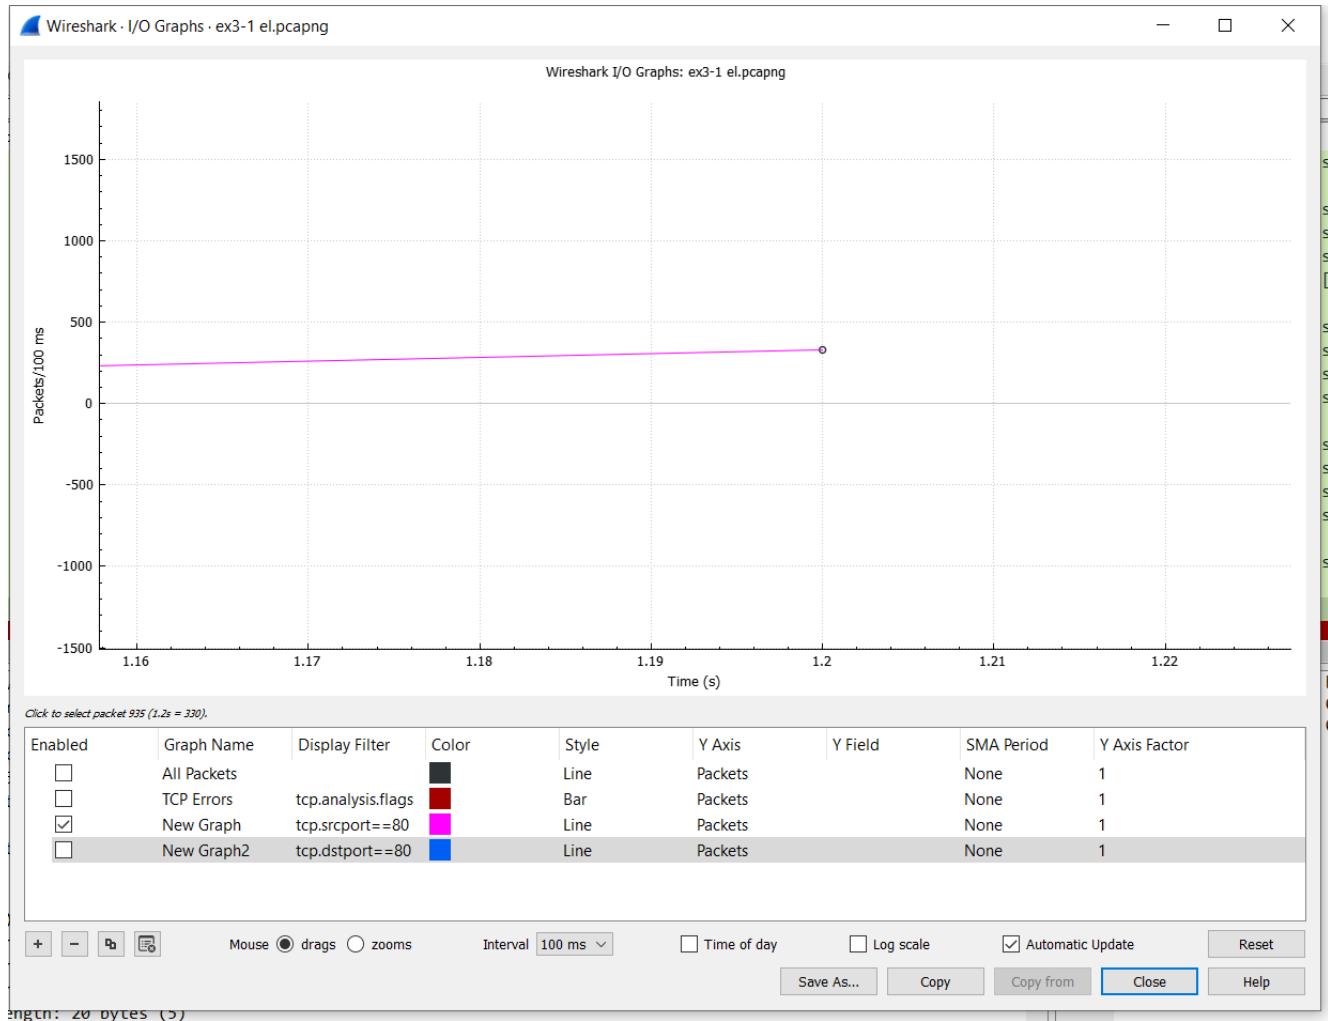 Wireshark · I/O Graphs · ex3-1 el.pcapng
Wireshark I/O Graphs: ex3-1 el.pcapng
1500
1000
500
0
-500
-1000
-1500
Packets/100 ms
1.16 1.17 1.18 1.19 1.2 1.21 1.22
Time (s)
Click to select packet 935 (1.2s = 330).
Enabled Graph Name Display Filter Color Style Y Axis Y Field SMA Period Y Axis Factor
All Packets Line Packets None 1
TCP Errors tcp.analysis.flags Bar Packets None 1
New Graph tcp.srcport==80 Line Packets None 1
New Graph2 tcp.dstport==80 Line Packets None 1
+ − Mouse drags zooms Interval 100 ms Time of day Log scale Automatic Update Reset
Save As... Copy Copy from Close Help
ength: 20 bytes (5)